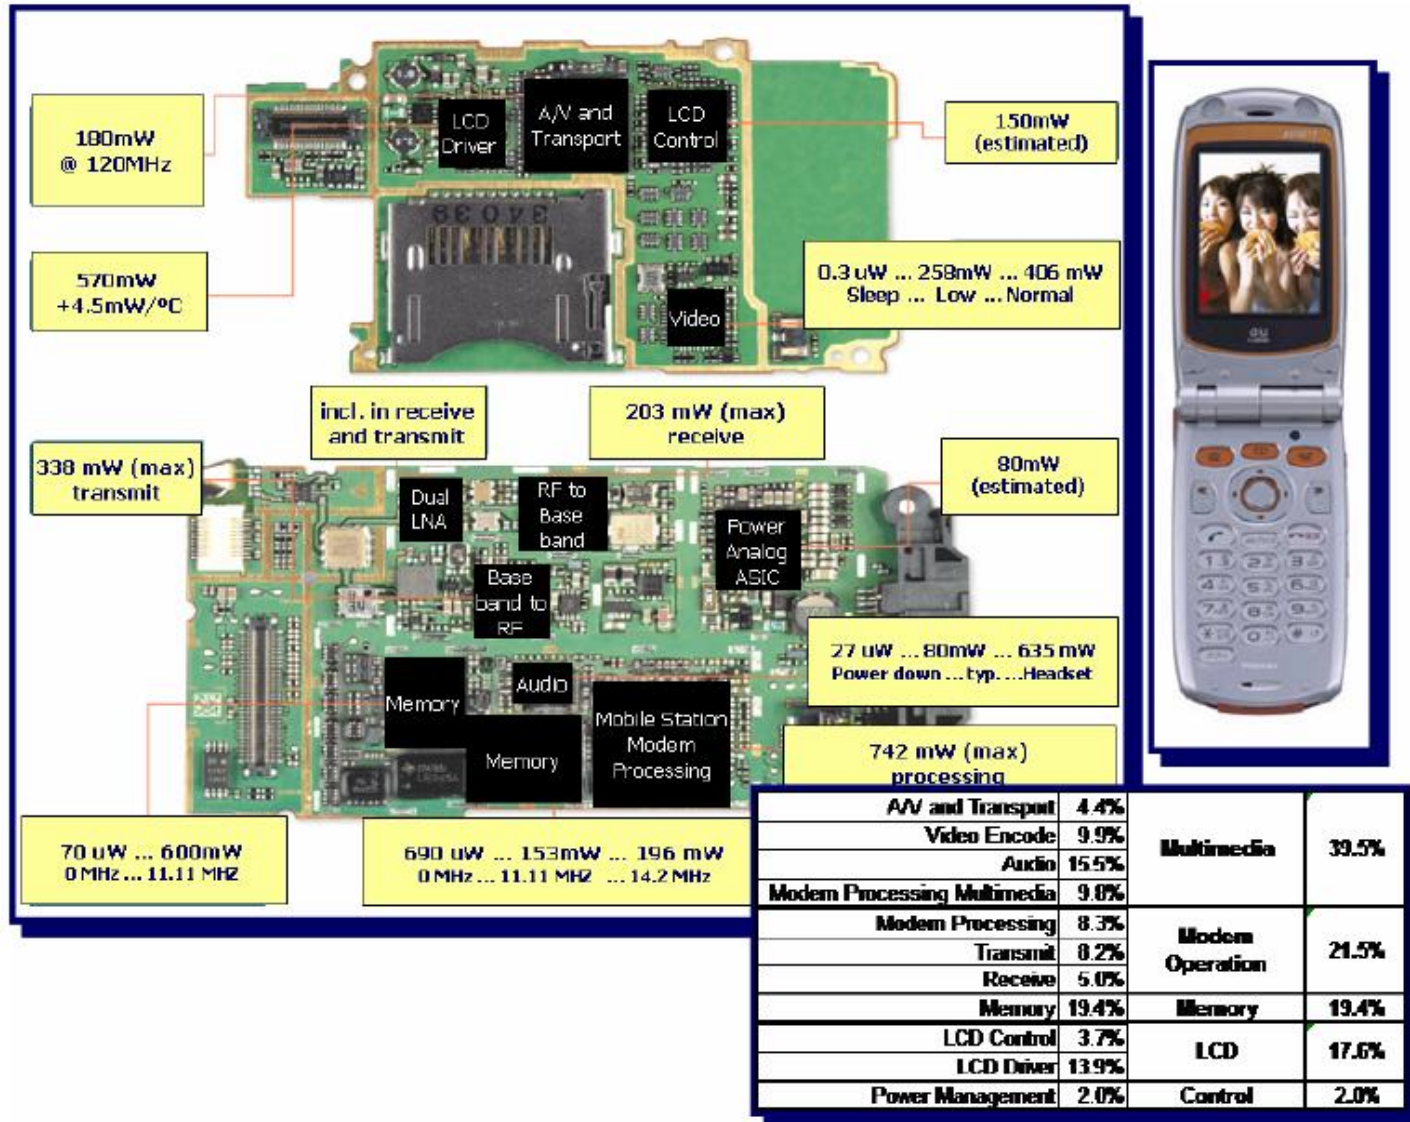 180mW
@ 120MHz
570mW
+4.5mW/°C
LCD
Driver
A/V and
Transport
LCD
Control
150mW
(estimated)
0.3 uW ... 258mW ... 406 mW
Sleep ... Low ... Normal
Video
incl. in receive
and transmit
203 mW (max)
receive
338 mW (max)
transmit
80mW
(estimated)
Dual
LNA
RF to
Base
band
Power
Analog
ASIC
Base
band to
RF
27 uW ... 80mW ... 635 mW
Power down ... typ. ... Headset
Memory
Audio
Memory
Mobile Station
Modem
Processing
742 mW (max)
processing
70 uW ... 600mW
0 MHz ... 11.11 MHZ
690 uW ... 153mW ... 196 mW
0 MHz ... 11.11 MHZ ... 14.2 MHz
A/V and Transport 4.4%
Video Encode 9.9%
Audio 15.5%
Modem Processing Multimedia 9.8%
Multimedia 39.5%
Modem Processing 8.3%
Transmit 8.2%
Receive 5.0%
Modem
Operation 21.5%
Memory 19.4% Memory 19.4%
LCD Control 3.7%
LCD Driver 13.9%
LCD 17.6%
Power Management 2.0% Control 2.0%